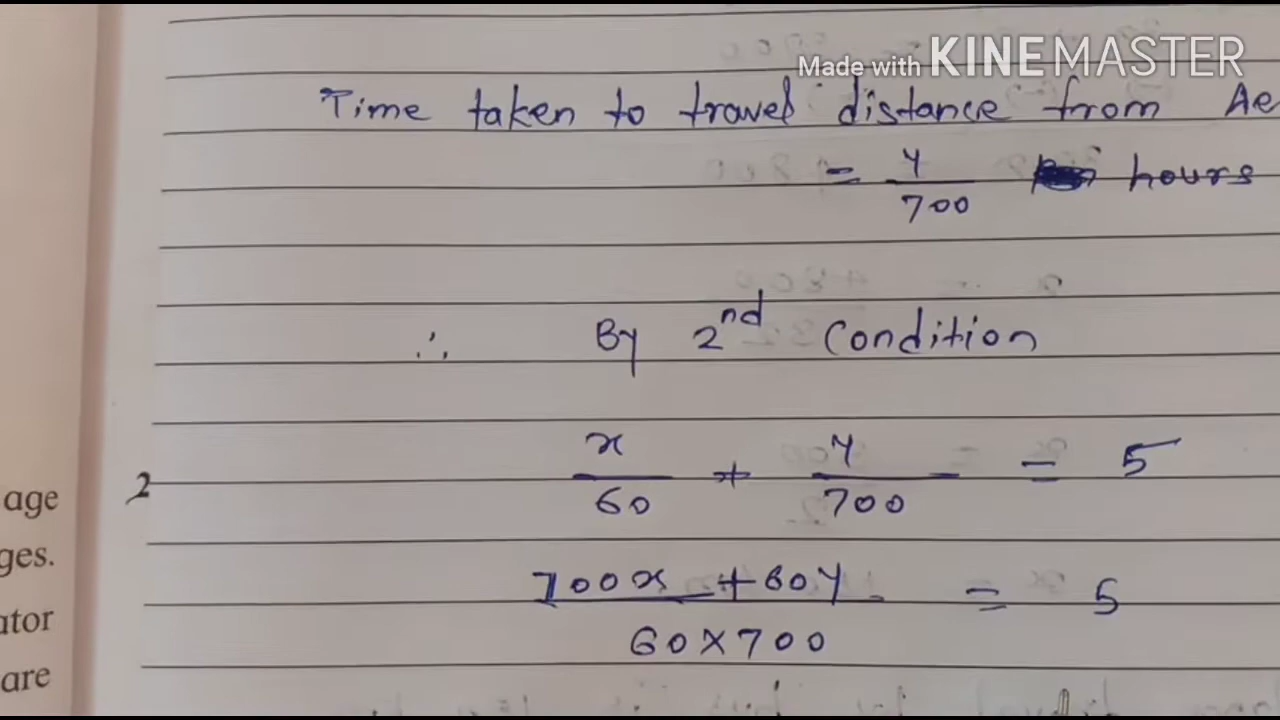 Made with KINEMASTER
Time taken to travel distance from Ae
= y/700 hours
∴ By 2nd Condition
x/60 + y/700 = 5
2
age
ges.
ator
are
700x + 60y / 60×700 = 5